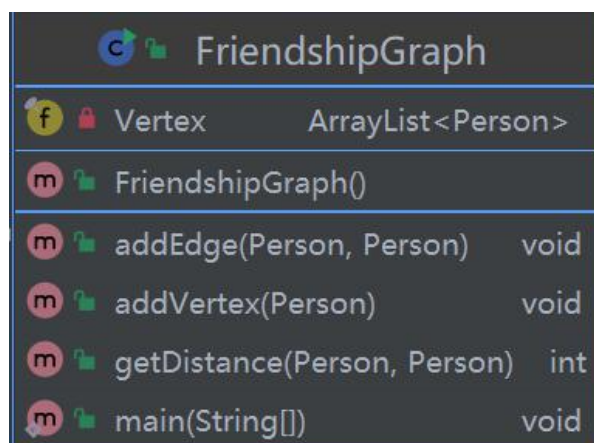 FriendshipGraph
Vertex ArrayList<Person>
FriendshipGraph()
addEdge(Person, Person) void
addVertex(Person) void
getDistance(Person, Person) int
main(String[]) void